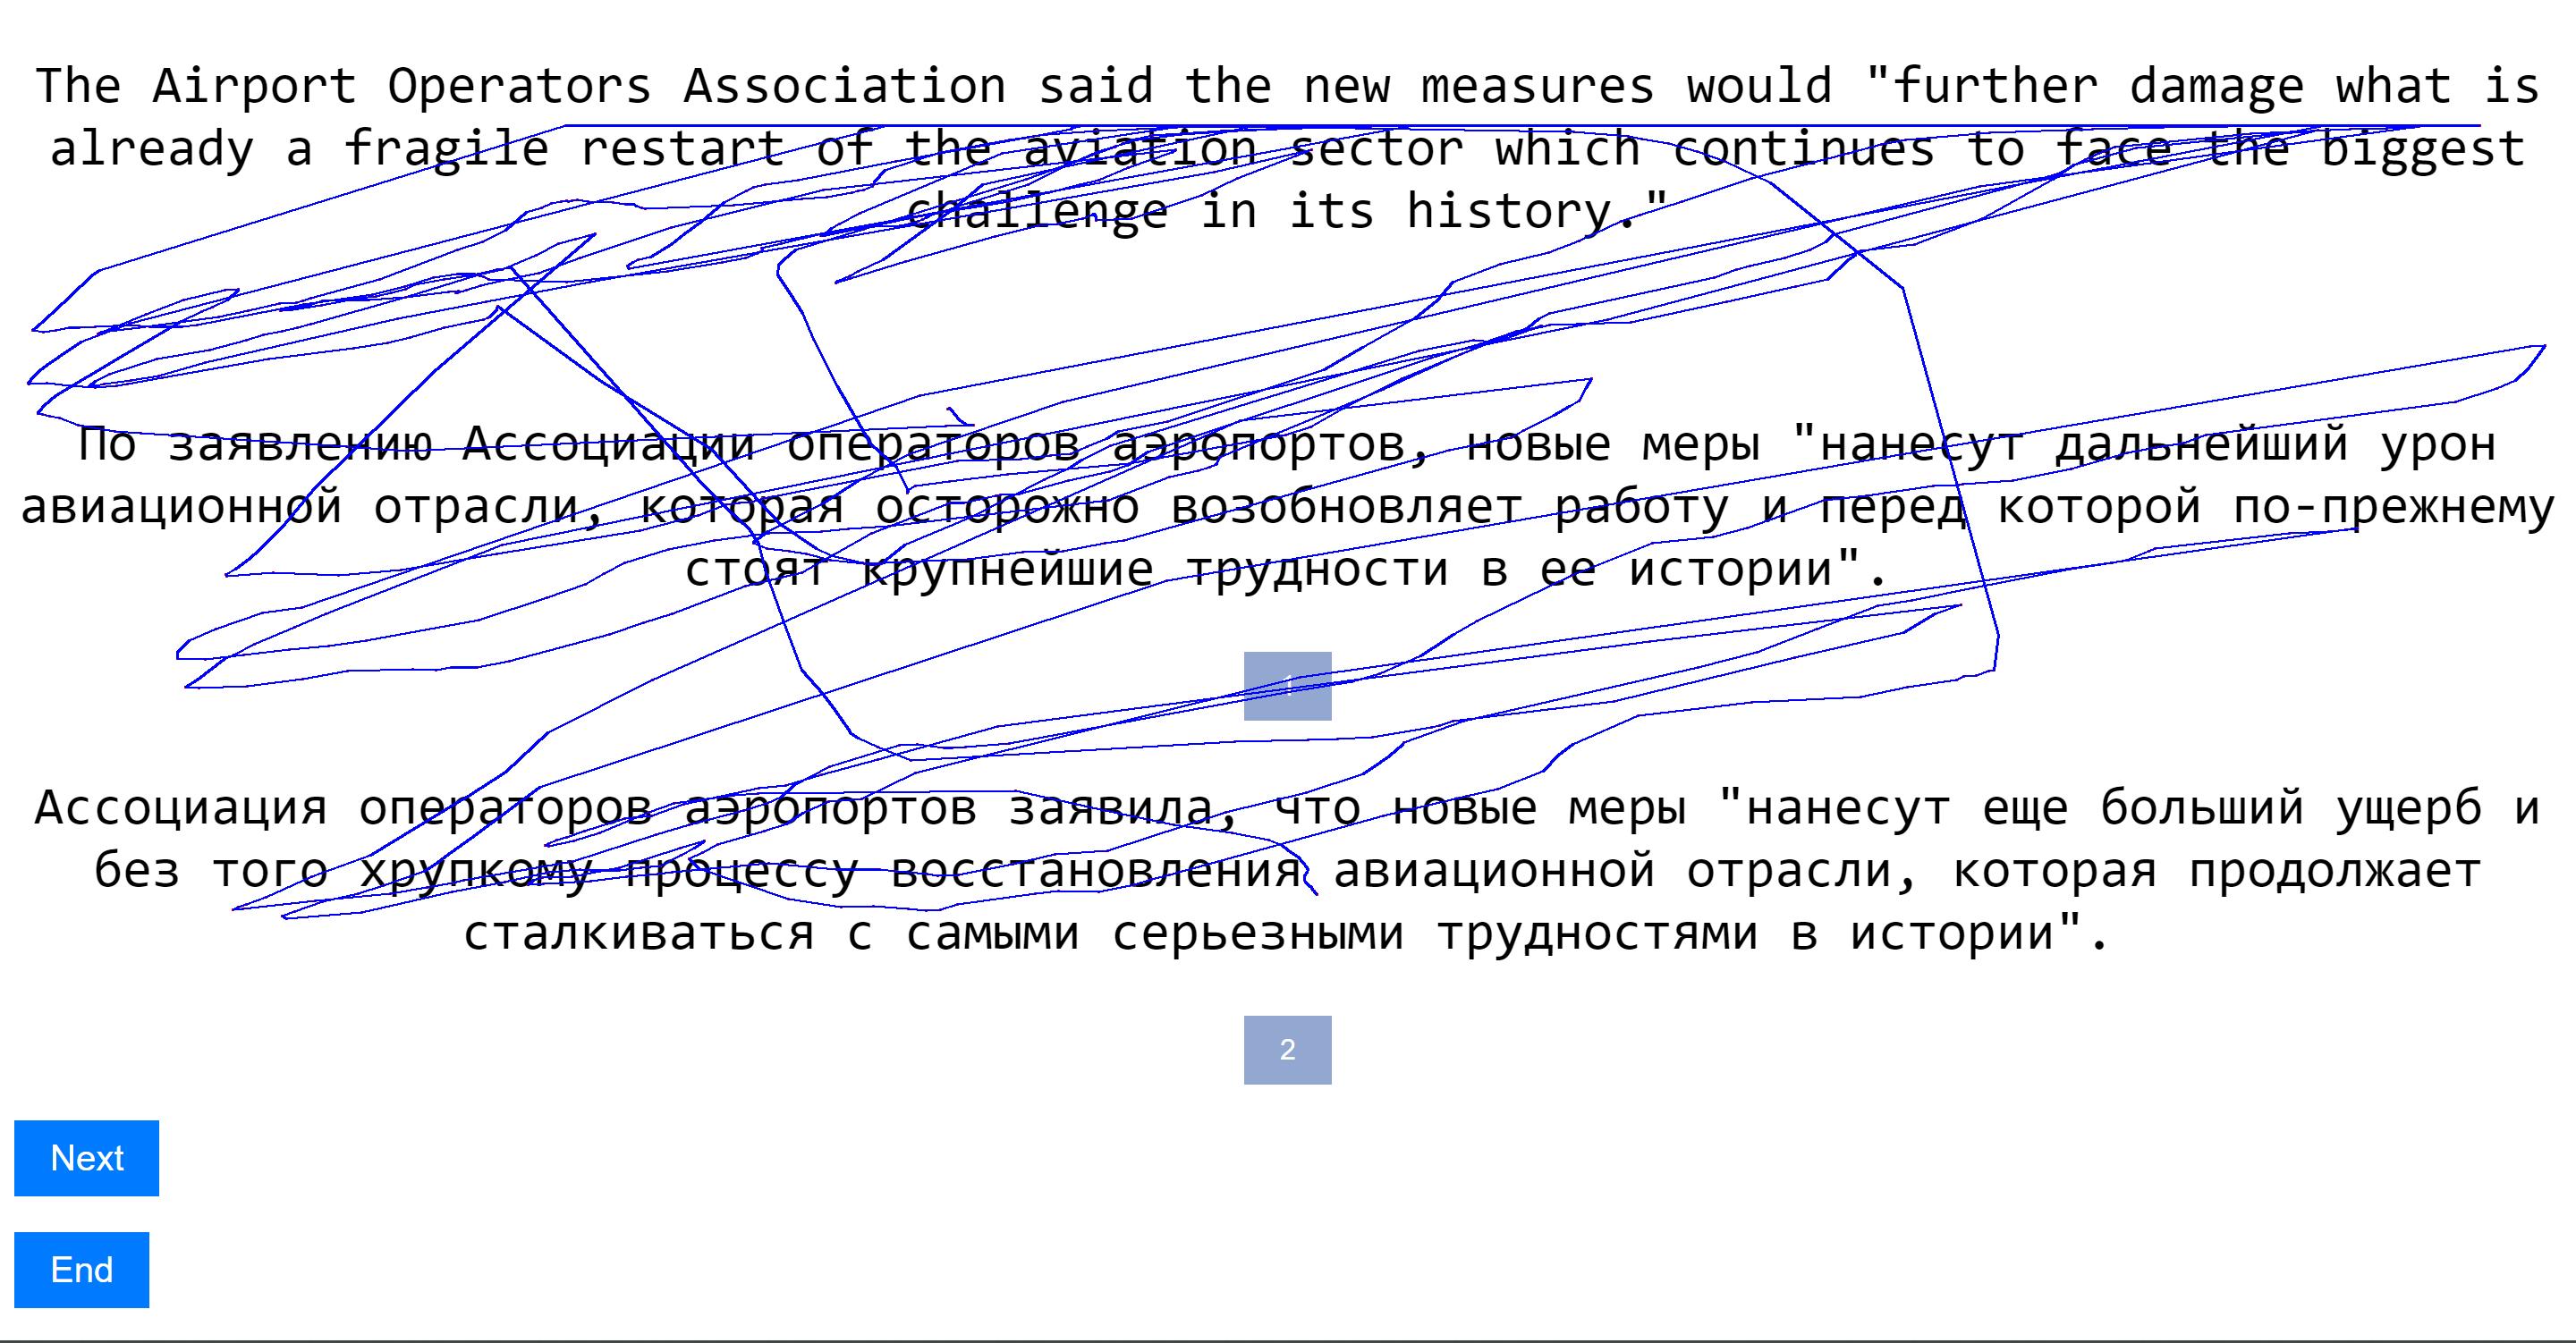 The Airport Operators Association said the new measures would "further damage what is
already a fragile restart of the aviation sector which continues to face the biggest
challenge in its history."
По заявлению Ассоциации операторов аэропортов, новые меры "нанесут дальнейший урон
авиационной отрасли, которая осторожно возобновляет работу и перед которой по-прежнему
стоят крупнейшие трудности в ее истории".
1
Ассоциация операторов аэропортов заявила, что новые меры "нанесут еще больший ущерб и
без того хрупкому процессу восстановления авиационной отрасли, которая продолжает
сталкиваться с самыми серьезными трудностями в истории".
2
Next
End